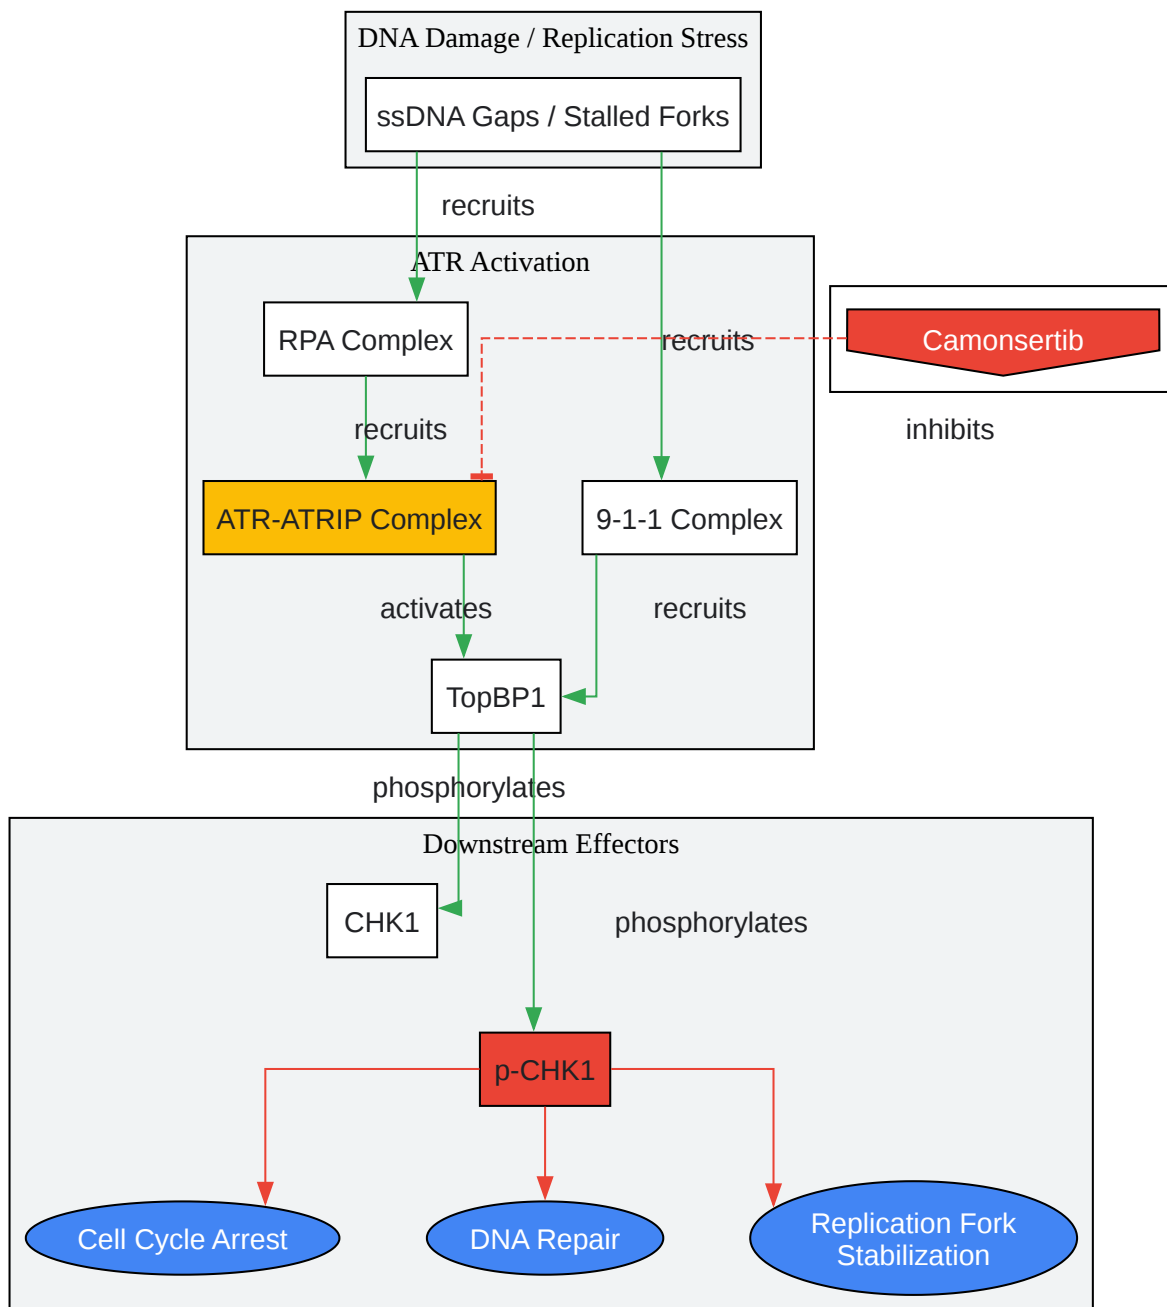 DNA Damage / Replication Stress
ssDNA Gaps / Stalled Forks
recruits
ATR Activation
RPA Complex
recruits
Camonsertib
recruits
inhibits
ATR-ATRIP Complex
9-1-1 Complex
activates
recruits
TopBP1
phosphorylates
Downstream Effectors
CHK1
phosphorylates
p-CHK1
Cell Cycle Arrest
DNA Repair
Replication Fork
Stabilization